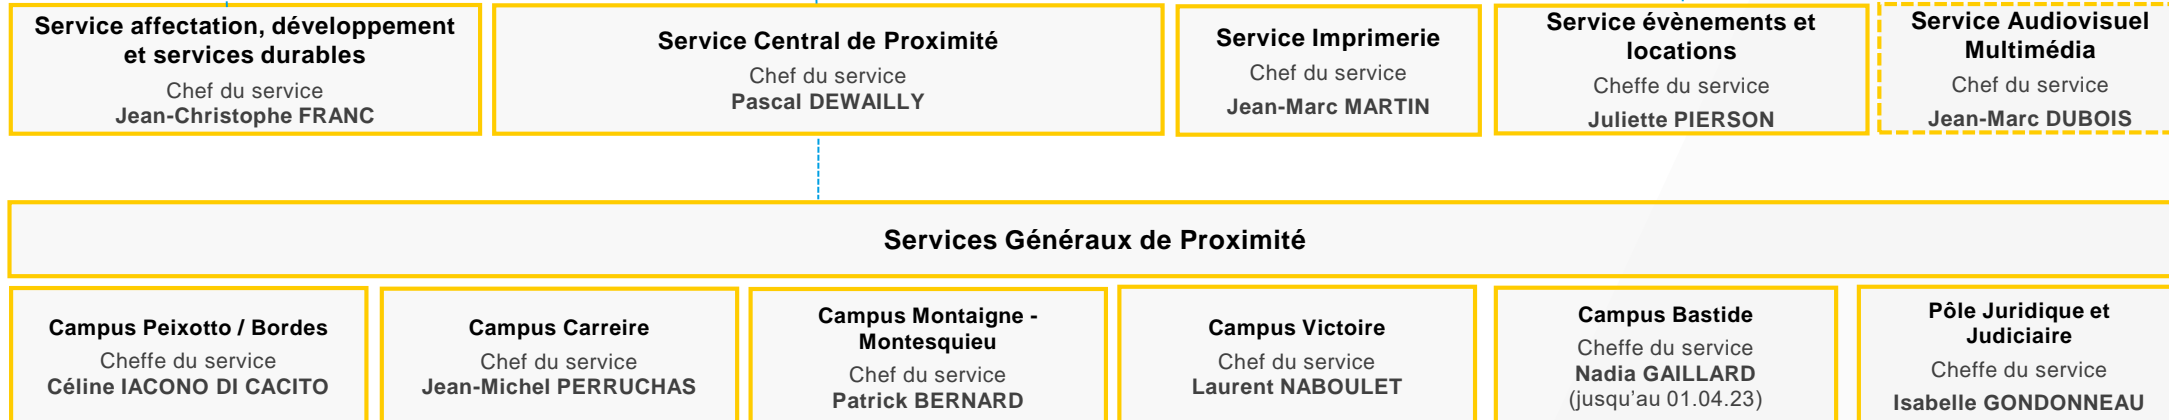 Service affectation, développement
et services durables
Chef du service
Jean-Christophe FRANC
Service Central de Proximité
Chef du service
Pascal DEWAILLY
Service Imprimerie
Chef du service
Jean-Marc MARTIN
Service évènements et
locations
Cheffe du service
Juliette PIERSON
Service Audiovisuel
Multimédia
Chef du service
Jean-Marc DUBOIS
Services Généraux de Proximité
Campus Peixotto / Bordes
Cheffe du service
Céline IACONO DI CACITO
Campus Carreire
Chef du service
Jean-Michel PERRUCHAS
Campus Montaigne -
Montesquieu
Chef du service
Patrick BERNARD
Campus Victoire
Chef du service
Laurent NABOULET
Campus Bastide
Cheffe du service
Nadia GAILLARD
(jusqu'au 01.04.23)
Pôle Juridique et
Judiciaire
Cheffe du service
Isabelle GONDONNEAU